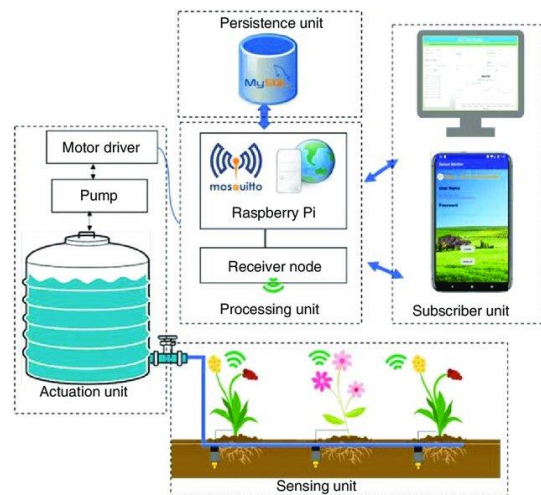 Persistence unit
MySQL
Motor driver
Pump
mosquitto
Raspberry Pi
Receiver node
Processing unit
User Name
Password
Subscriber unit
Actuation unit
Sensing unit